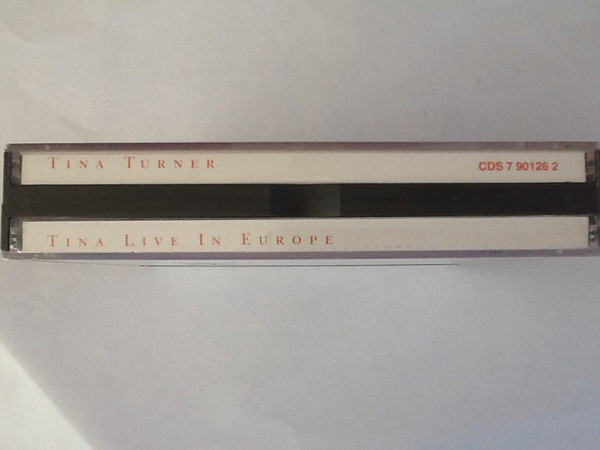 TINA TURNER CDS 7 90126 2
TINA LIVE IN EUROPE